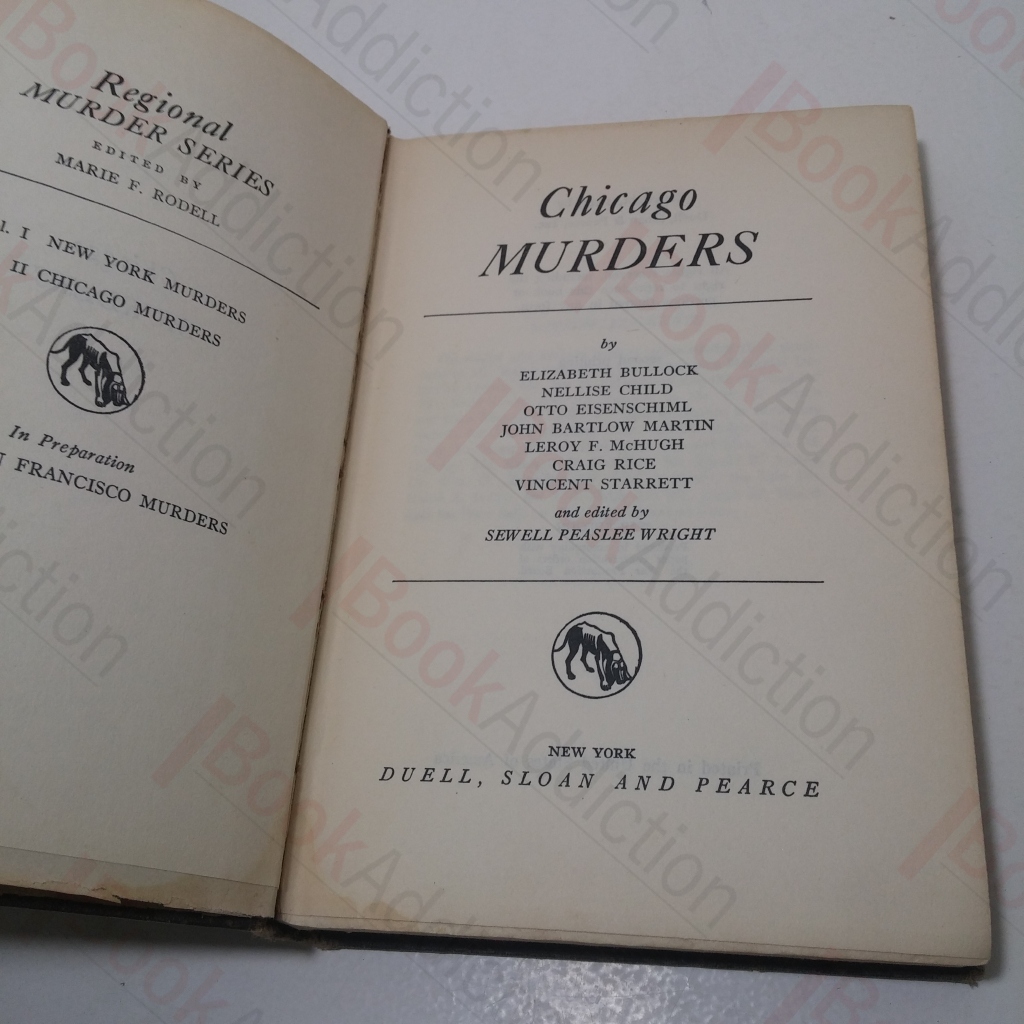 Regional
MURDER SERIES
EDITED BY
MARIE F. RODELL
l. I NEW YORK MURDERS
II CHICAGO MURDERS
In Preparation
FRANCISCO MURDERS
Chicago
MURDERS
by
ELIZABETH BULLOCK
NELLISE CHILD
OTTO EISENSCHIML
JOHN BARTLOW MARTIN
LEROY F. McHUGH
CRAIG RICE
VINCENT STARRETT
and edited by
SEWELL PEASLEE WRIGHT
NEW YORK
DUELL, SLOAN AND PEARCE
BookAddiction